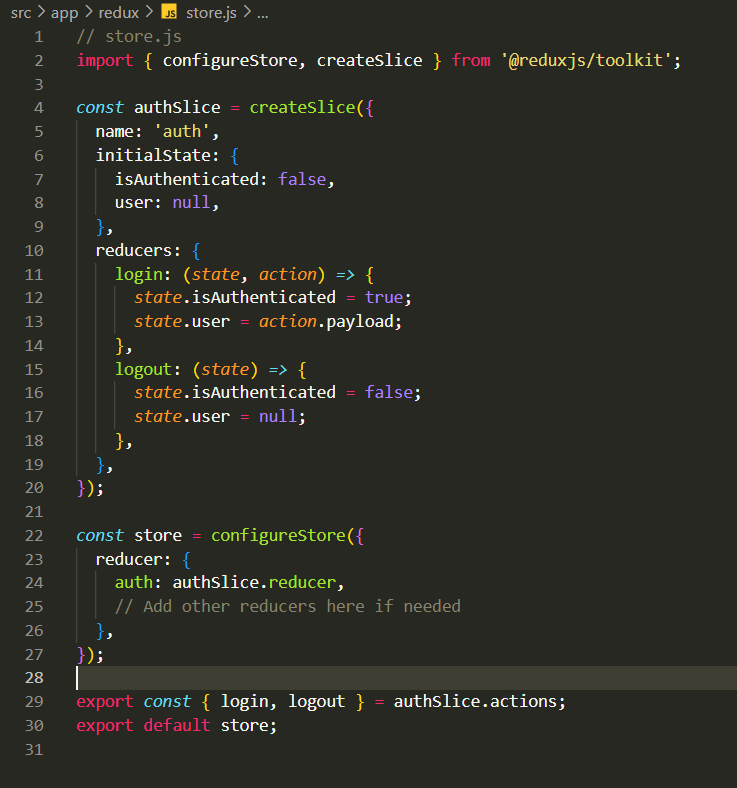 src > app > redux > JS store.js > ...
1 // store.js
2 import { configureStore, createSlice } from '@reduxjs/toolkit';
3
4 const authSlice = createSlice({
5   name: 'auth',
6   initialState: {
7     isAuthenticated: false,
8     user: null,
9   },
10   reducers: {
11     login: (state, action) => {
12       state.isAuthenticated = true;
13       state.user = action.payload;
14     },
15     logout: (state) => {
16       state.isAuthenticated = false;
17       state.user = null;
18     },
19   },
20 });
21
22 const store = configureStore({
23   reducer: {
24     auth: authSlice.reducer,
25     // Add other reducers here if needed
26   },
27 });
28
29 export const { login, logout } = authSlice.actions;
30 export default store;
31